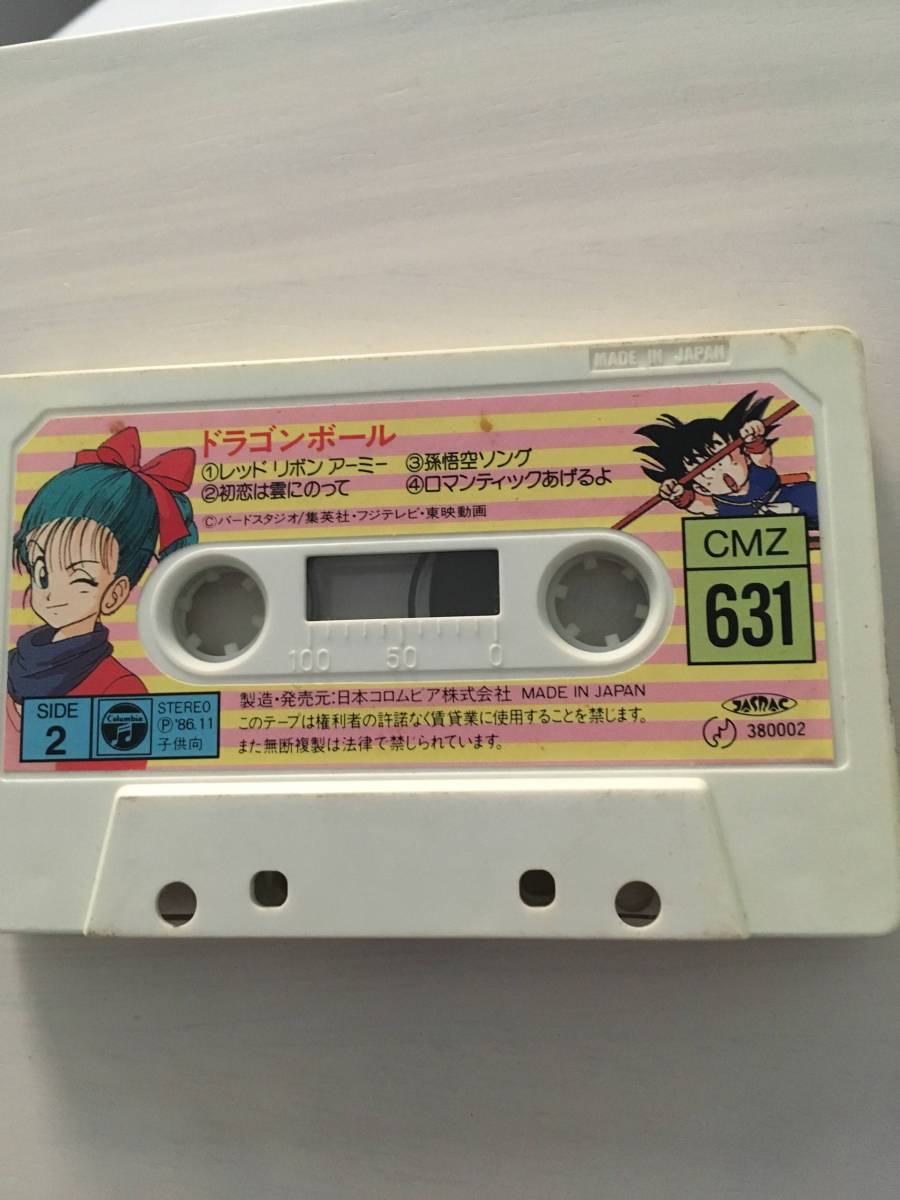 MADE IN JAPAN
ドラゴンボール
①レッド リボン アーミー ③孫悟空ソング
②初恋は雲にのって ④ロマンティックあげるよ
Ⓒバードスタジオ/集英社・フジテレビ・東映動画
CMZ
631
100 50 0
SIDE
2
Columbia
STEREO
Ⓟ'86.11
子供向
製造・発売元:日本コロムビア株式会社 MADE IN JAPAN
このテープは権利者の許諾なく賃貸業に使用することを禁じます。
また無断複製は法律で禁じられています。
JASRAC
380002